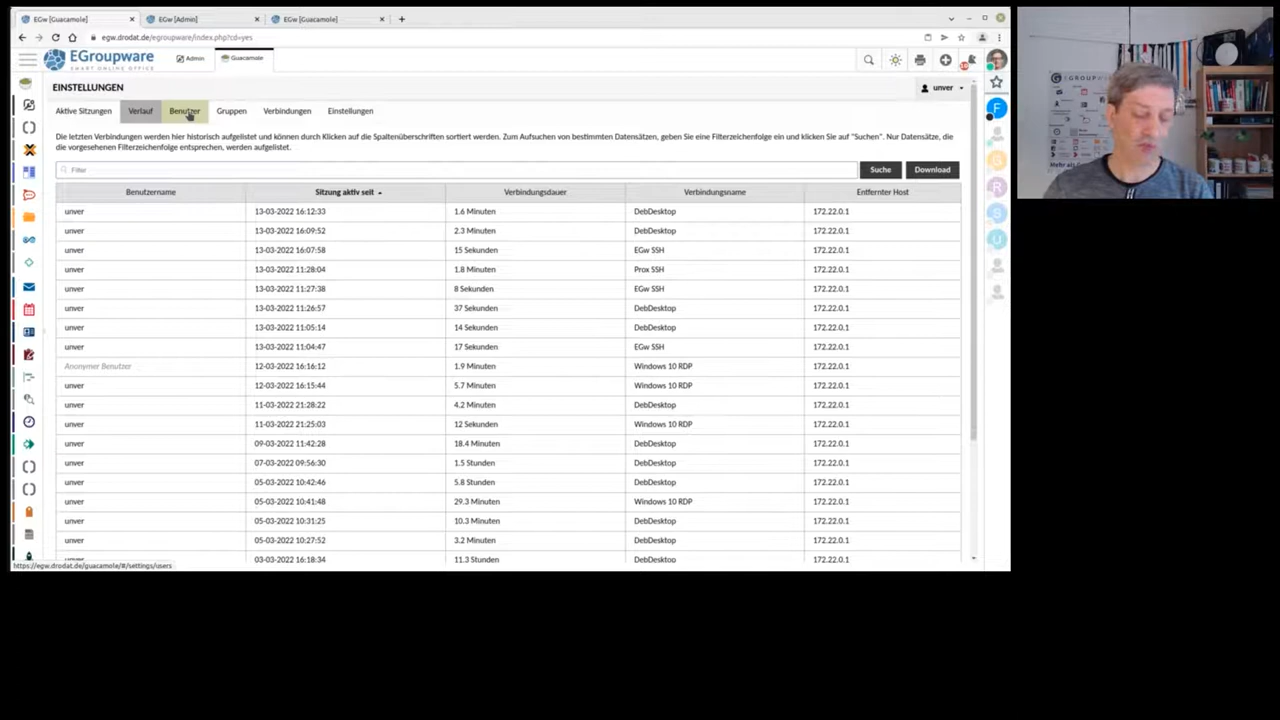 EGw [Guacamole]
EGw [Admin]
EGw [Guacamole]
egw.drodat.de/egroupware/index.php?cd=yes
EGroupware
SMART ONLINE OFFICE
Admin
Guacamole
EINSTELLUNGEN
unver
Aktive Sitzungen
Verlauf
Benutzer
Gruppen
Verbindungen
Einstellungen
Die letzten Verbindungen werden hier historisch aufgelistet und können durch Klicken auf die Spaltenüberschriften sortiert werden. Zum Aufsuchen von bestimmten Datensätzen, geben Sie eine Filterzeichenfolge ein und klicken Sie auf "Suchen". Nur Datensätze, die
die vorgesehenen Filterzeichenfolge entsprechen, werden aufgelistet.
Filter
Suche
Download
Benutzername Sitzung aktiv seit Verbindungsdauer Verbindungsname Entfernter Host
unver 13-03-2022 16:12:33 1.6 Minuten DebDesktop 172.22.0.1
unver 13-03-2022 16:09:52 2.3 Minuten DebDesktop 172.22.0.1
unver 13-03-2022 16:07:58 15 Sekunden EGw SSH 172.22.0.1
unver 13-03-2022 11:28:04 1.8 Minuten Prox SSH 172.22.0.1
unver 13-03-2022 11:27:38 8 Sekunden EGw SSH 172.22.0.1
unver 13-03-2022 11:26:57 37 Sekunden DebDesktop 172.22.0.1
unver 13-03-2022 11:05:14 14 Sekunden DebDesktop 172.22.0.1
unver 13-03-2022 11:04:47 17 Sekunden EGw SSH 172.22.0.1
Anonymer Benutzer 12-03-2022 16:16:12 1.9 Minuten Windows 10 RDP 172.22.0.1
unver 12-03-2022 16:15:44 5.7 Minuten Windows 10 RDP 172.22.0.1
unver 11-03-2022 21:28:22 4.2 Minuten DebDesktop 172.22.0.1
unver 11-03-2022 21:25:03 12 Sekunden Windows 10 RDP 172.22.0.1
unver 09-03-2022 11:42:28 18.4 Minuten DebDesktop 172.22.0.1
unver 07-03-2022 09:56:30 1.5 Stunden DebDesktop 172.22.0.1
unver 05-03-2022 10:42:46 5.8 Stunden DebDesktop 172.22.0.1
unver 05-03-2022 10:41:48 29.3 Minuten Windows 10 RDP 172.22.0.1
unver 05-03-2022 10:31:25 10.3 Minuten DebDesktop 172.22.0.1
unver 05-03-2022 10:27:52 3.2 Minuten DebDesktop 172.22.0.1
unver 03-03-2022 16:18:34 11.3 Stunden DebDesktop 172.22.0.1
https://egw.drodat.de/guacamole/#/settings/users
F
G
R
S
U
EGROUPWARE